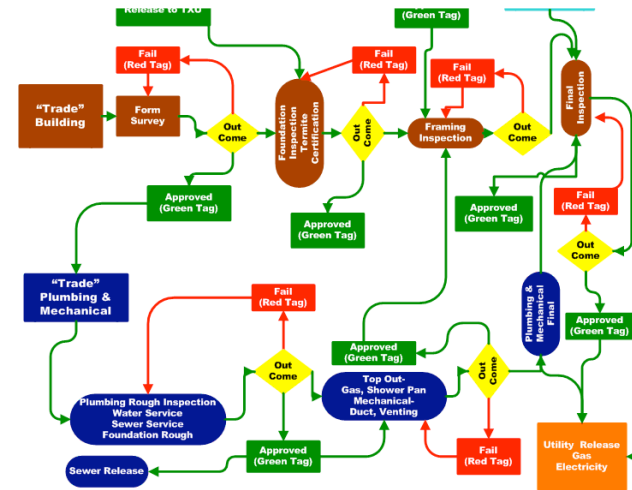 Release to TXU
(Green Tag)
Fail
(Red Tag)
Fail
(Red Tag)
Fail
(Red Tag)
"Trade"
Building
Form
Survey
Out
Come
Foundation
Inspection
Termite
Certification
Out
Come
Framing
Inspection
Out
Come
Final
Inspection
Approved
(Green Tag)
Approved
(Green Tag)
Approved
(Green Tag)
Fail
(Red Tag)
Out
Come
"Trade"
Plumbing &
Mechanical
Fail
(Red Tag)
Plumbing &
Mechanical
Final
Approved
(Green Tag)
Approved
(Green Tag)
Out
Come
Out
Come
Plumbing Rough Inspection
Water Service
Sewer Service
Foundation Rough
Top Out-
Gas, Shower Pan
Mechanical-
Duct, Venting
Approved
(Green Tag)
Fail
(Red Tag)
Utility Release
Gas
Electricity
Sewer Release